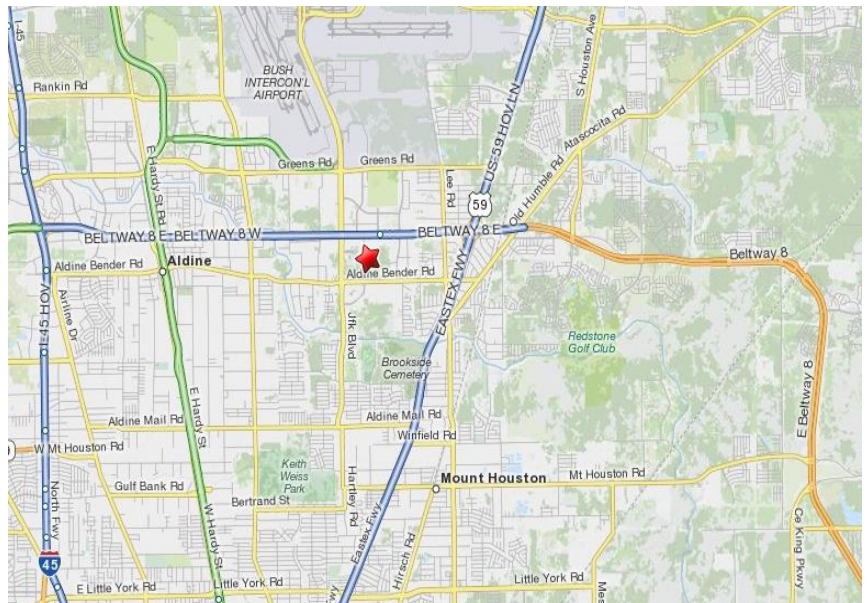 I-45
BUSH
INTERCON'L
AIRPORT
Rankin Rd
S Houston Ave
US-59 HOV LN
Atascocita Rd
E Hardy St Rd
Greens Rd
Greens Rd
Lee Rd
59
Old Humble Rd
BELTWAY 8 E-BELTWAY 8 W
BELTWAY 8 E
Beltway 8
Aldine Bender Rd
Aldine
Aldine Bender Rd
EASTEX FWY
I-45 HOV
Airline Dr
Jfk Blvd
Redstone
Golf Club
Brookside
Cemetery
E Beltway 8
E Hardy St
Aldine Mail Rd
Aldine Mail Rd
Winfield Rd
W Mt Houston Rd
Keith
Weiss
Park
Hartley Rd
Mount Houston
Mt Houston Rd
Gulf Bank Rd
Bertrand St
North Fwy
W Hardy St
Eastex Fwy
Hirsch Rd
Ce King Pkwy
45
E Little York Rd
Little York Rd
Little York Rd
wy
Mes